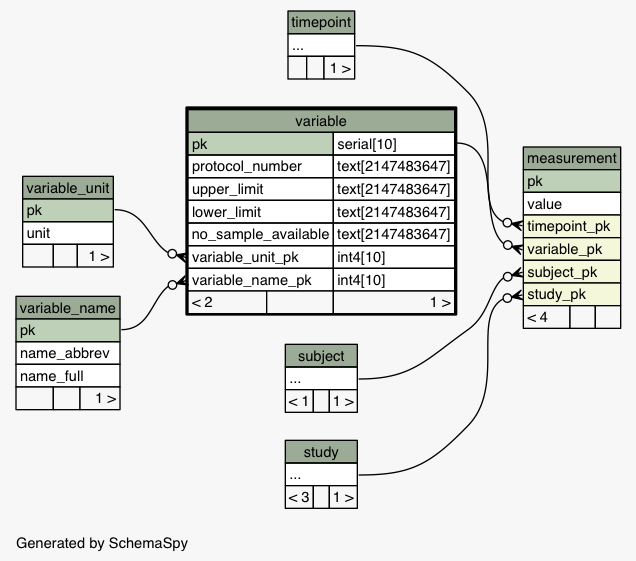 timepoint
...
1 >
variable
pk serial[10]
protocol_number text[2147483647]
upper_limit text[2147483647]
lower_limit text[2147483647]
no_sample_available text[2147483647]
variable_unit_pk int4[10]
variable_name_pk int4[10]
< 2 1 >
measurement
pk
value
timepoint_pk
variable_pk
subject_pk
study_pk
< 4
variable_unit
pk
unit
1 >
variable_name
pk
name_abbrev
name_full
1 >
subject
...
< 1 1 >
study
...
< 3 1 >
Generated by SchemaSpy